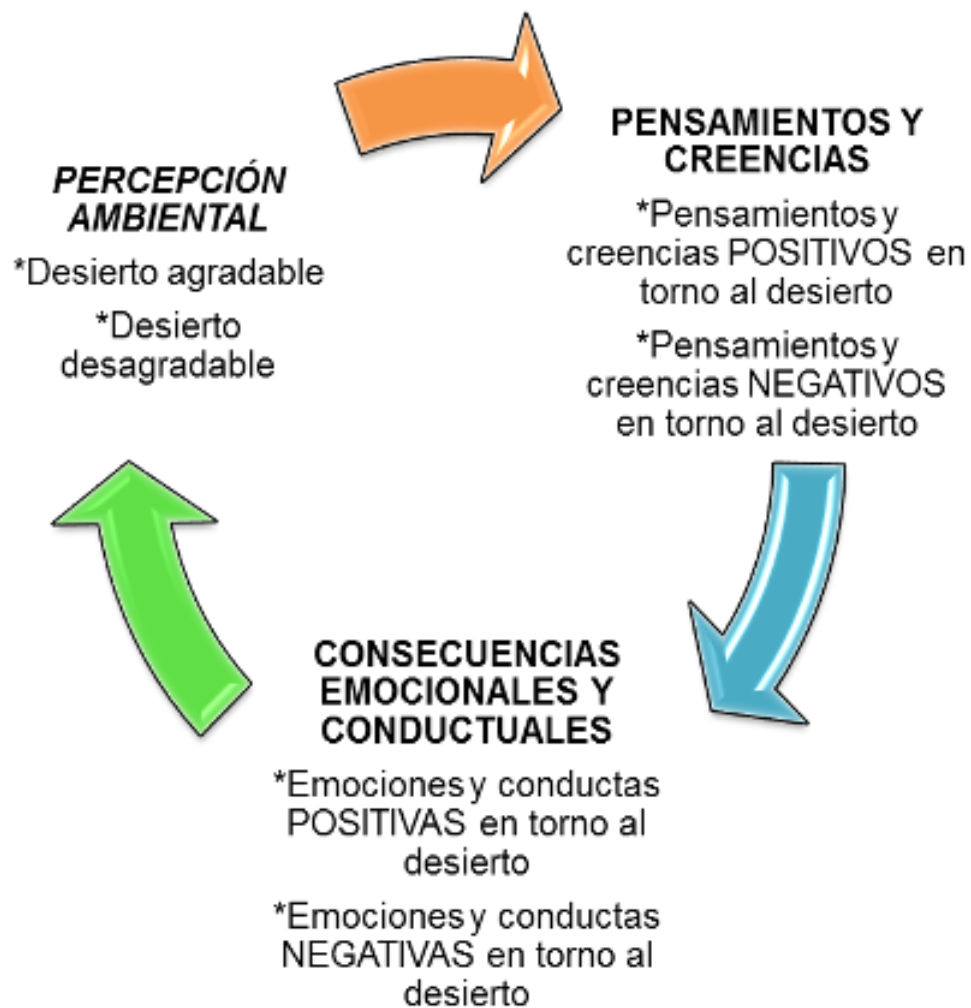 PERCEPCIÓN
AMBIENTAL
*Desierto agradable
*Desierto
desagradable
PENSAMIENTOS Y
CREENCIAS
*Pensamientos y
creencias POSITIVOS en
torno al desierto
*Pensamientos y
creencias NEGATIVOS
en torno al desierto
CONSECUENCIAS
EMOCIONALES Y
CONDUCTUALES
*Emociones y conductas
POSITIVAS en torno al
desierto
*Emociones y conductas
NEGATIVAS en torno al
desierto